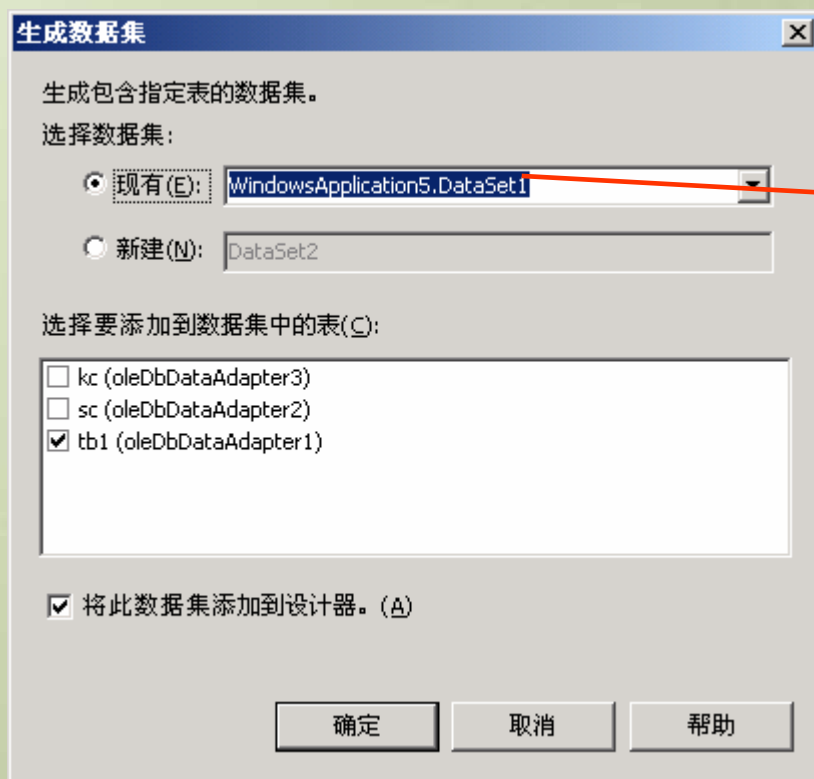 生成数据集
生成包含指定表的数据集。
选择数据集:
现有(E): WindowsApplication5.DataSet1
新建(N): DataSet2
选择要添加到数据集中的表(C):
kc (oleDbDataAdapter3)
sc (oleDbDataAdapter2)
tb1 (oleDbDataAdapter1)
将此数据集添加到设计器。(A)
确定 取消 帮助